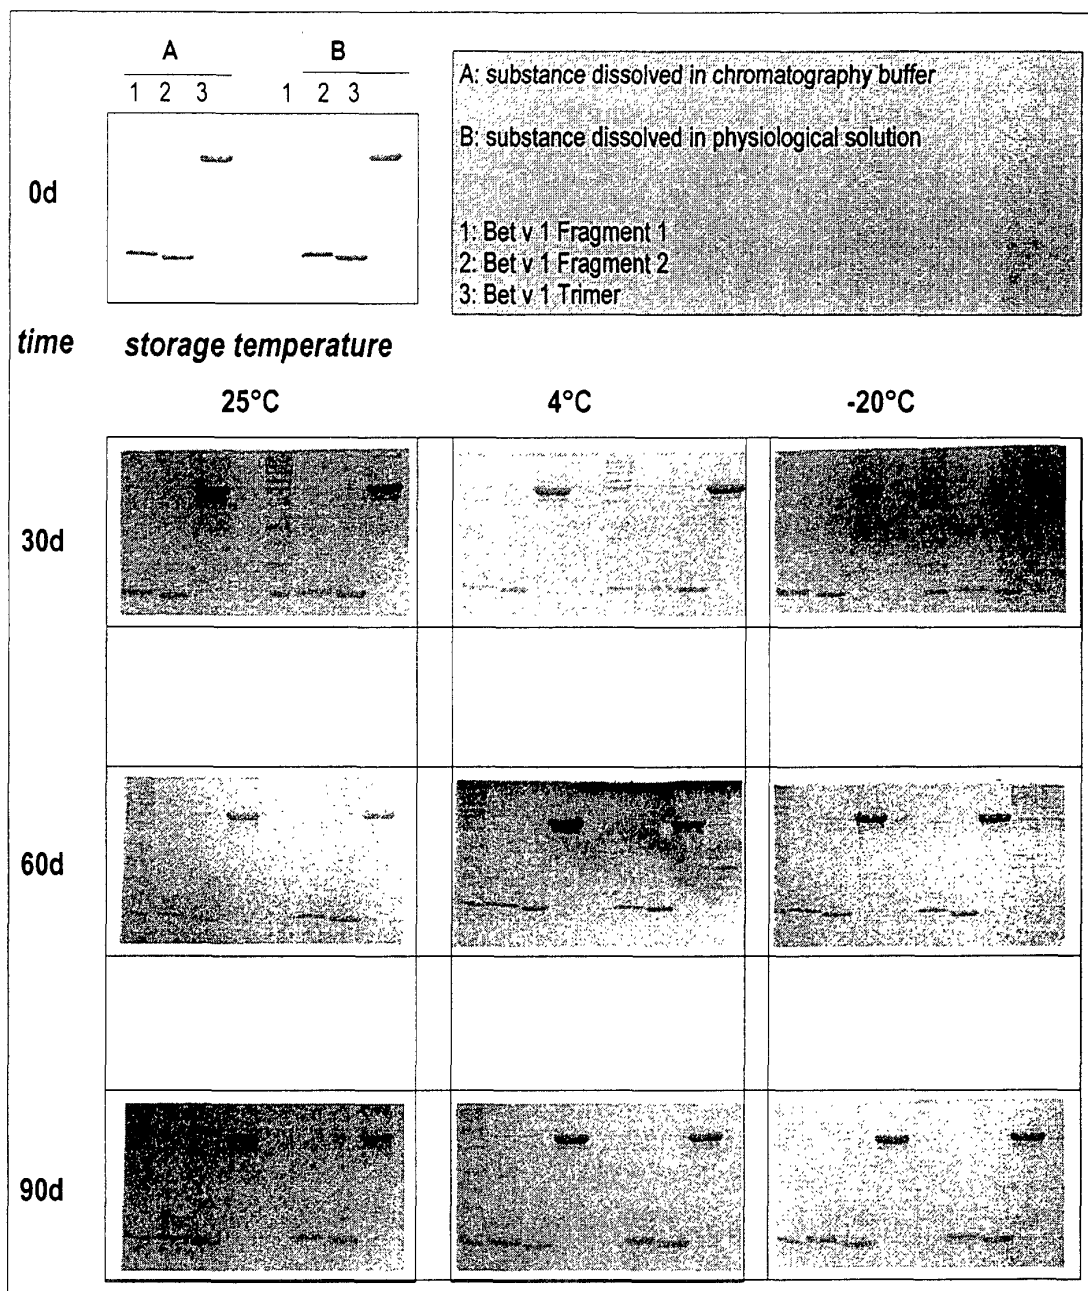 A B
1 2 3 1 2 3
0d
A: substance dissolved in chromatography buffer
B: substance dissolved in physiological solution
1: Bet v 1 Fragment 1
2: Bet v 1 Fragment 2
3: Bet v 1 Trimer
time storage temperature
25°C 4°C -20°C
30d
60d
90d